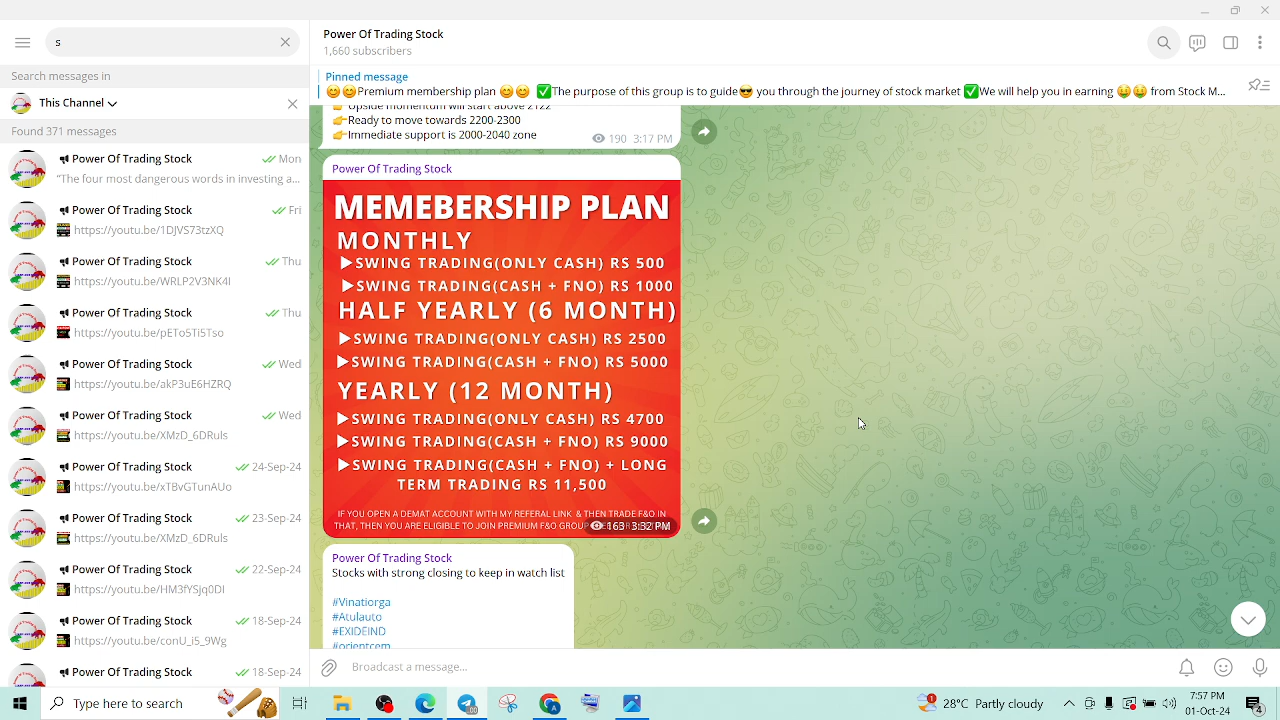 s
Search messages in
This Channel
Found 371 messages
Power Of Trading Stock Mon
"The four most dangerous words in investing a...
Power Of Trading Stock Fri
https://youtu.be/1DJVS73tzXQ
Power Of Trading Stock Thu
https://youtu.be/WRLP2V3NK4I
Power Of Trading Stock Thu
https://youtu.be/pETo5Ti5Tso
Power Of Trading Stock Wed
https://youtu.be/akP3uE6HZRQ
Power Of Trading Stock Wed
https://youtu.be/XMzD_6DRuls
Power Of Trading Stock 24-Sep-24
https://youtu.be/xTBvGTunAUo
Power Of Trading Stock 23-Sep-24
https://youtu.be/XMzD_6DRuls
Power Of Trading Stock 22-Sep-24
https://youtu.be/HM3fYSjq0DI
Power Of Trading Stock 18-Sep-24
https://youtu.be/conU_i5_9Wg
Power Of Trading Stock 18-Sep-24
Power Of Trading Stock
1,660 subscribers
Pinned message
😊😊Premium membership plan 😊😊 ✅The purpose of this group is to guide😎 you through the journey of stock market ✅We will help you in earning 🤑🤑 from Stock M...
👉Upside momentum will start above 2122
👉Ready to move towards 2200-2300
👉Immediate support is 2000-2040 zone
190 3:17 PM
Power Of Trading Stock
MEMEBERSHIP PLAN
MONTHLY
▶SWING TRADING(ONLY CASH) RS 500
▶SWING TRADING(CASH + FNO) RS 1000
HALF YEARLY (6 MONTH)
▶SWING TRADING(ONLY CASH) RS 2500
▶SWING TRADING(CASH + FNO) RS 5000
YEARLY (12 MONTH)
▶SWING TRADING(ONLY CASH) RS 4700
▶SWING TRADING(CASH + FNO) RS 9000
▶SWING TRADING(CASH + FNO) + LONG
TERM TRADING RS 11,500
IF YOU OPEN A DEMAT ACCOUNT WITH MY REFERAL LINK & THEN TRADE F&O IN
THAT, THEN YOU ARE ELIGIBLE TO JOIN PREMIUM F&O GROUP
163 3:32 PM
Power Of Trading Stock
Stocks with strong closing to keep in watch list
#Vinatiorga
#Atulauto
#EXIDEIND
#orientcem
Broadcast a message...
Type here to search
28°C Partly cloudy
7:57 PM
01-Oct-24
4